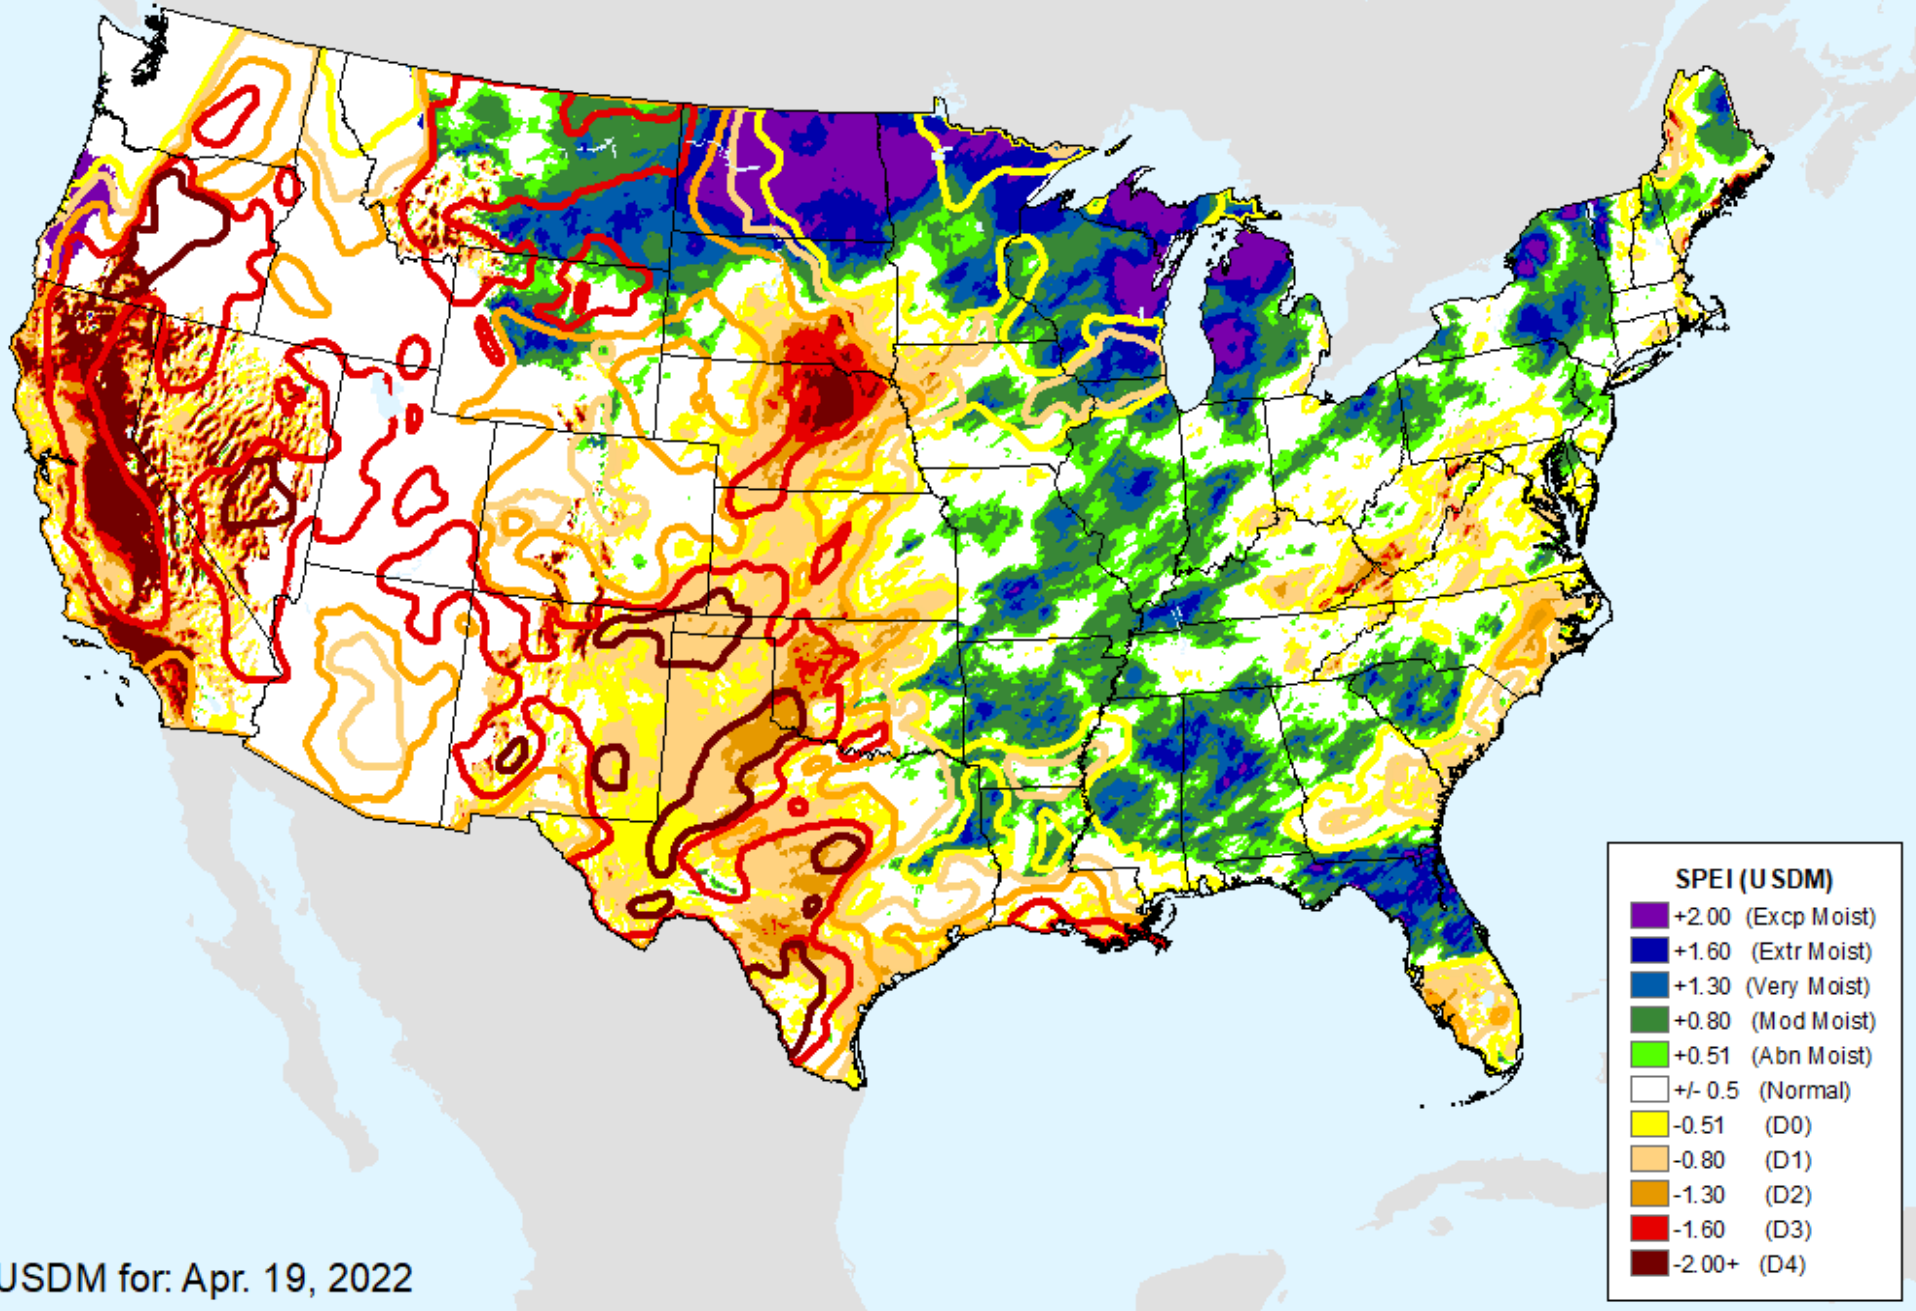 SPEI (USDM)
+2.00 (Excp Moist)
+1.60 (Extr Moist)
+1.30 (Very Moist)
+0.80 (Mod Moist)
+0.51 (Abn Moist)
+/- 0.5 (Normal)
-0.51 (D0)
-0.80 (D1)
-1.30 (D2)
-1.60 (D3)
-2.00+ (D4)
USDM for: Apr. 19, 2022